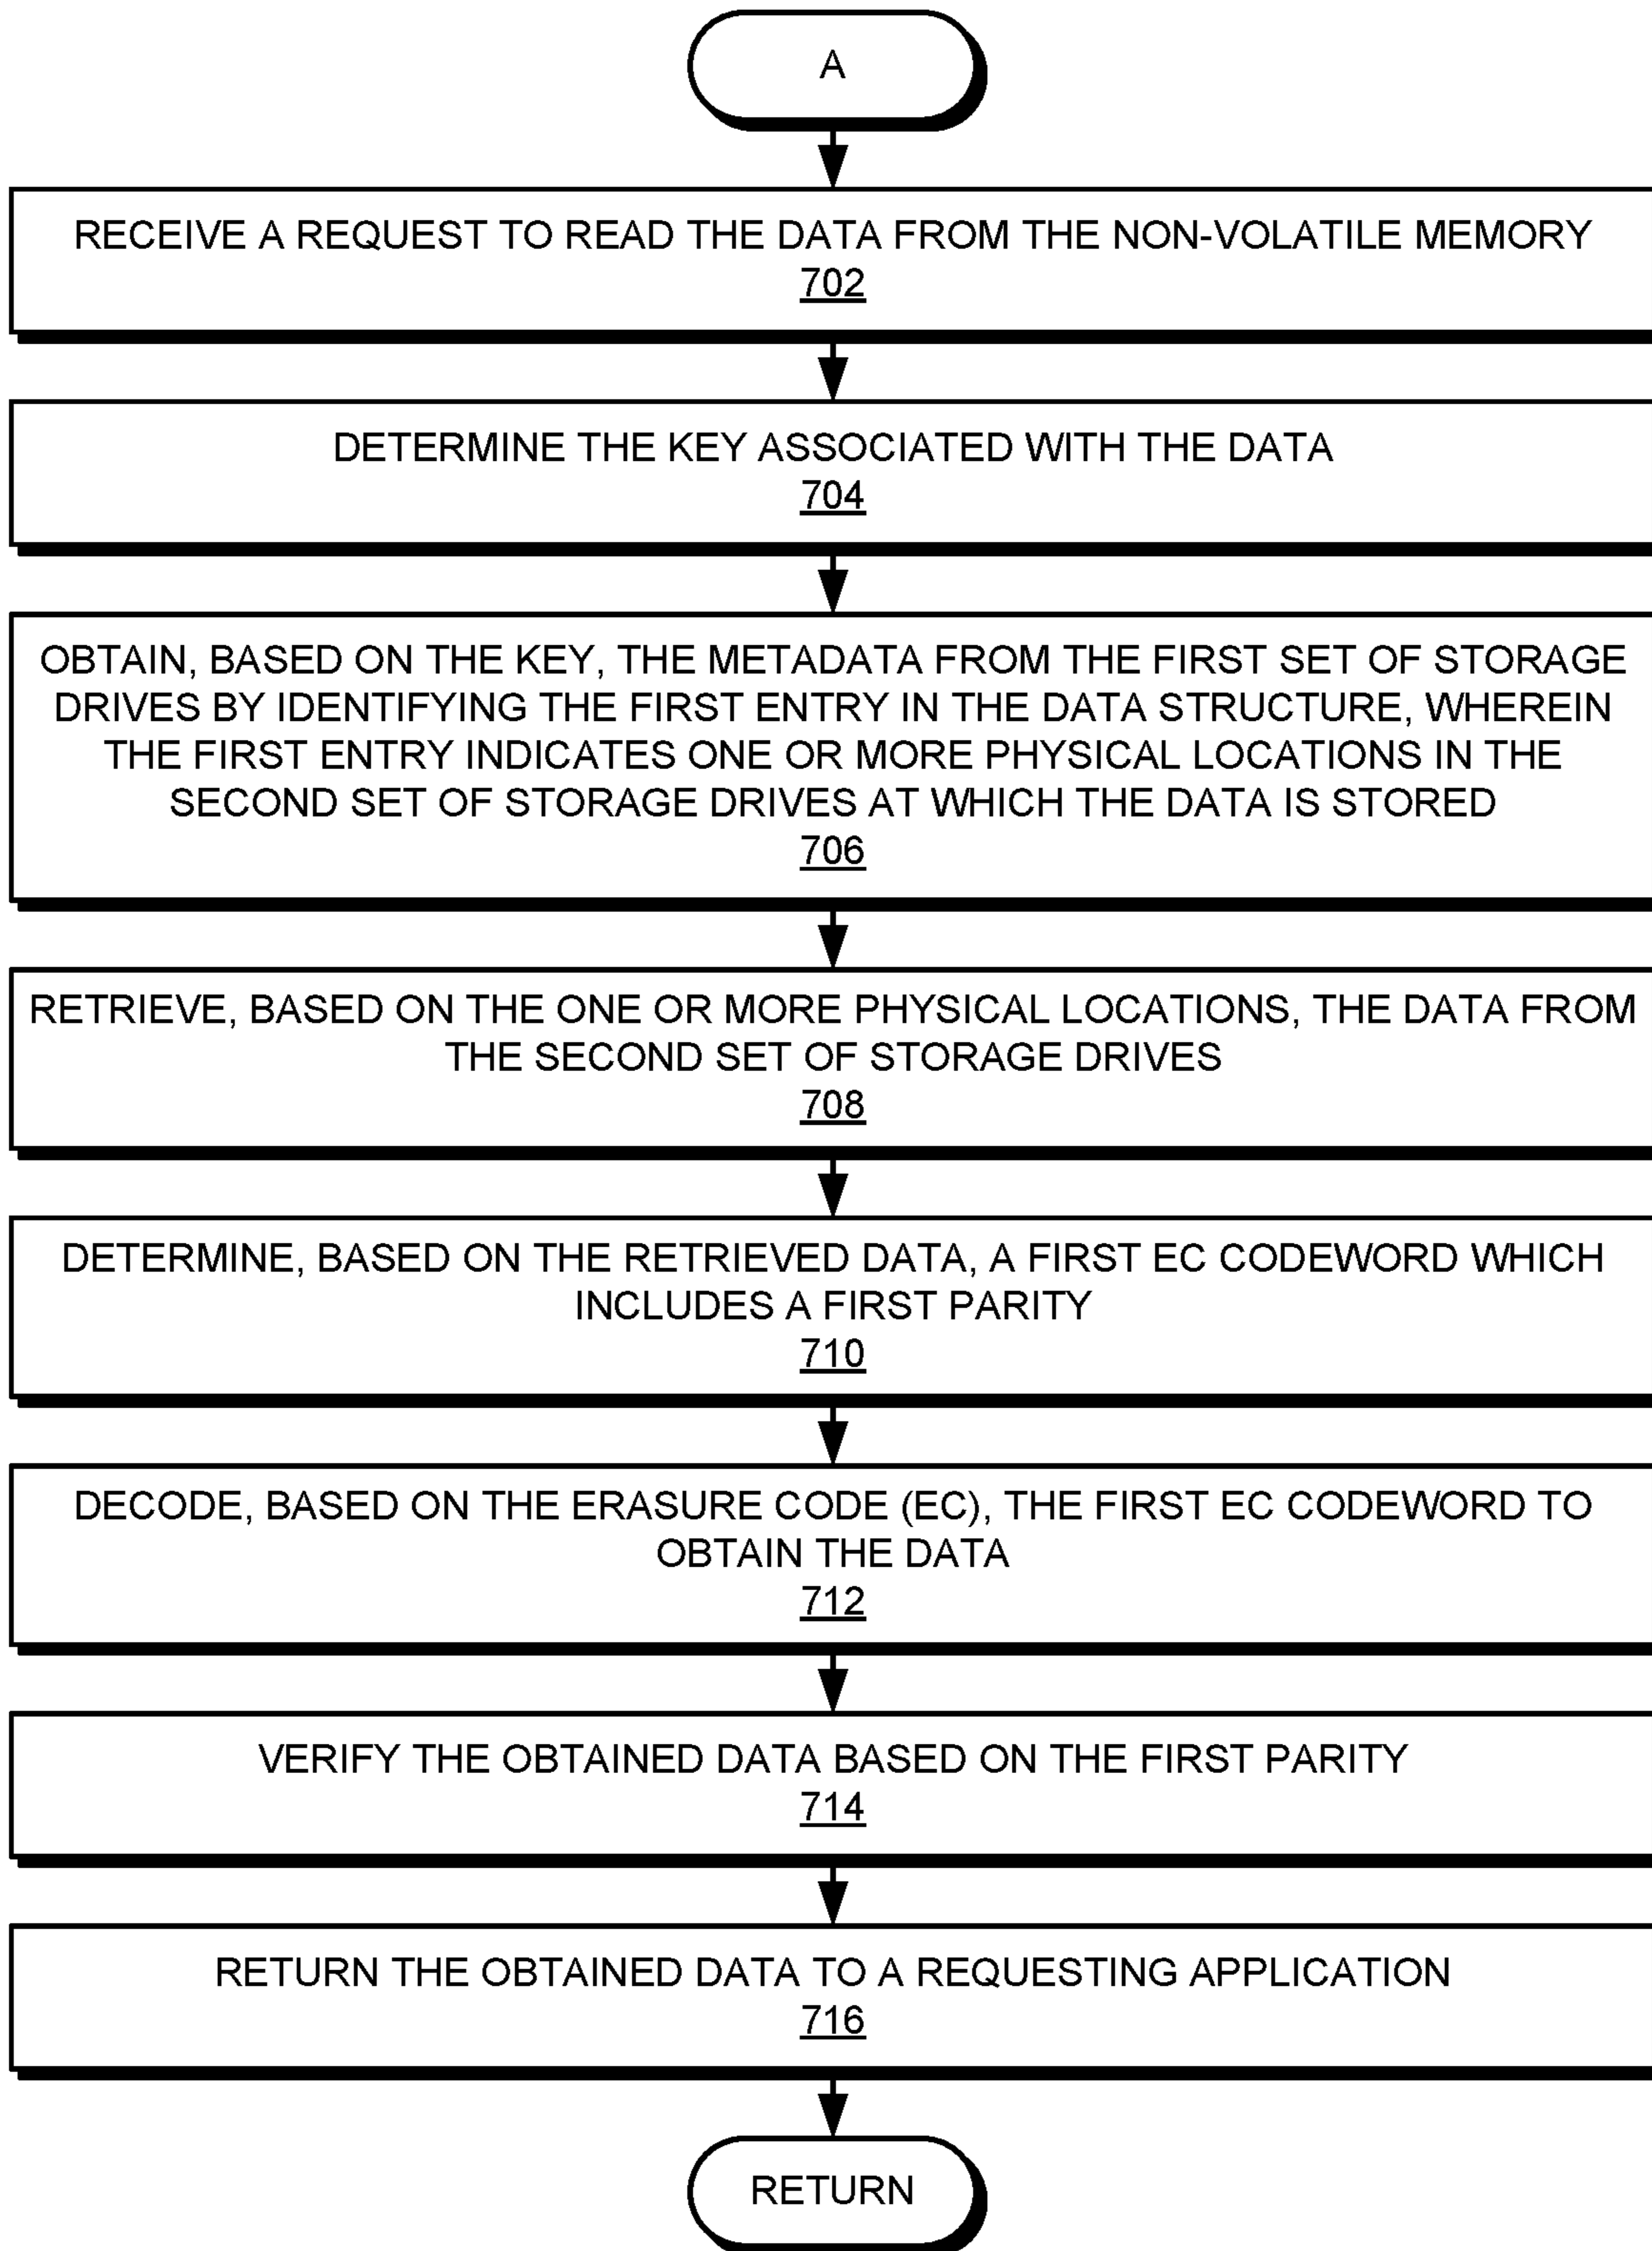 A
RECEIVE A REQUEST TO READ THE DATA FROM THE NON-VOLATILE MEMORY
702
DETERMINE THE KEY ASSOCIATED WITH THE DATA
704
OBTAIN, BASED ON THE KEY, THE METADATA FROM THE FIRST SET OF STORAGE
DRIVES BY IDENTIFYING THE FIRST ENTRY IN THE DATA STRUCTURE, WHEREIN
THE FIRST ENTRY INDICATES ONE OR MORE PHYSICAL LOCATIONS IN THE
SECOND SET OF STORAGE DRIVES AT WHICH THE DATA IS STORED
706
RETRIEVE, BASED ON THE ONE OR MORE PHYSICAL LOCATIONS, THE DATA FROM
THE SECOND SET OF STORAGE DRIVES
708
DETERMINE, BASED ON THE RETRIEVED DATA, A FIRST EC CODEWORD WHICH
INCLUDES A FIRST PARITY
710
DECODE, BASED ON THE ERASURE CODE (EC), THE FIRST EC CODEWORD TO
OBTAIN THE DATA
712
VERIFY THE OBTAINED DATA BASED ON THE FIRST PARITY
714
RETURN THE OBTAINED DATA TO A REQUESTING APPLICATION
716
RETURN